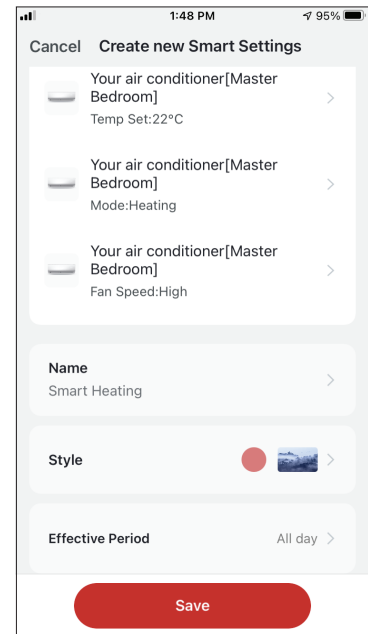 1:48 PM
95%
Cancel
Create new Smart Settings
Your air conditioner[Master
Bedroom]
Temp Set:22°C
Your air conditioner[Master
Bedroom]
Mode:Heating
Your air conditioner[Master
Bedroom]
Fan Speed:High
Name
Smart Heating
Style
Effective Period
All day
Save